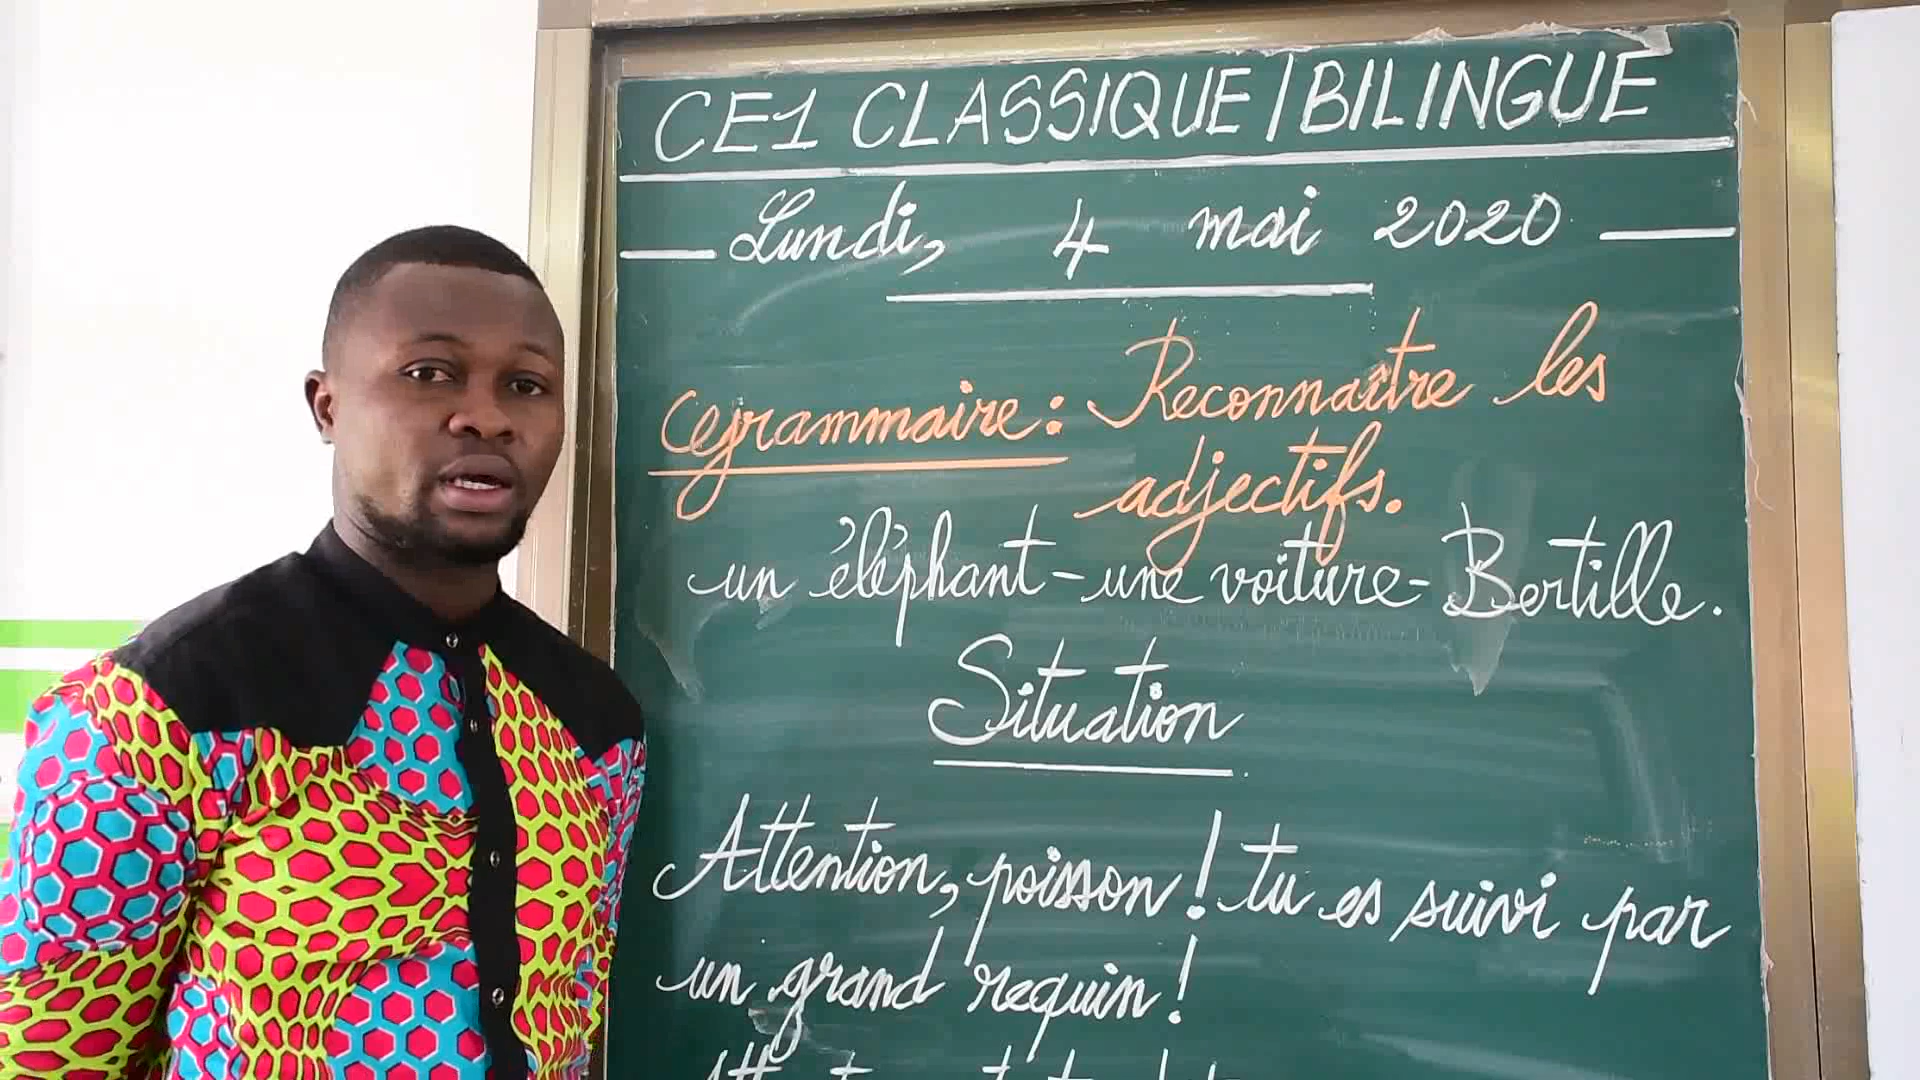 CE1 CLASSIQUE/BILINGUE
Lundi, 4 mai 2020
Grammaire: Reconnaître les
adjectifs.
un éléphant - une voiture - Bertille.
Situation
Attention, poisson! tu es suivi par
un grand requin!